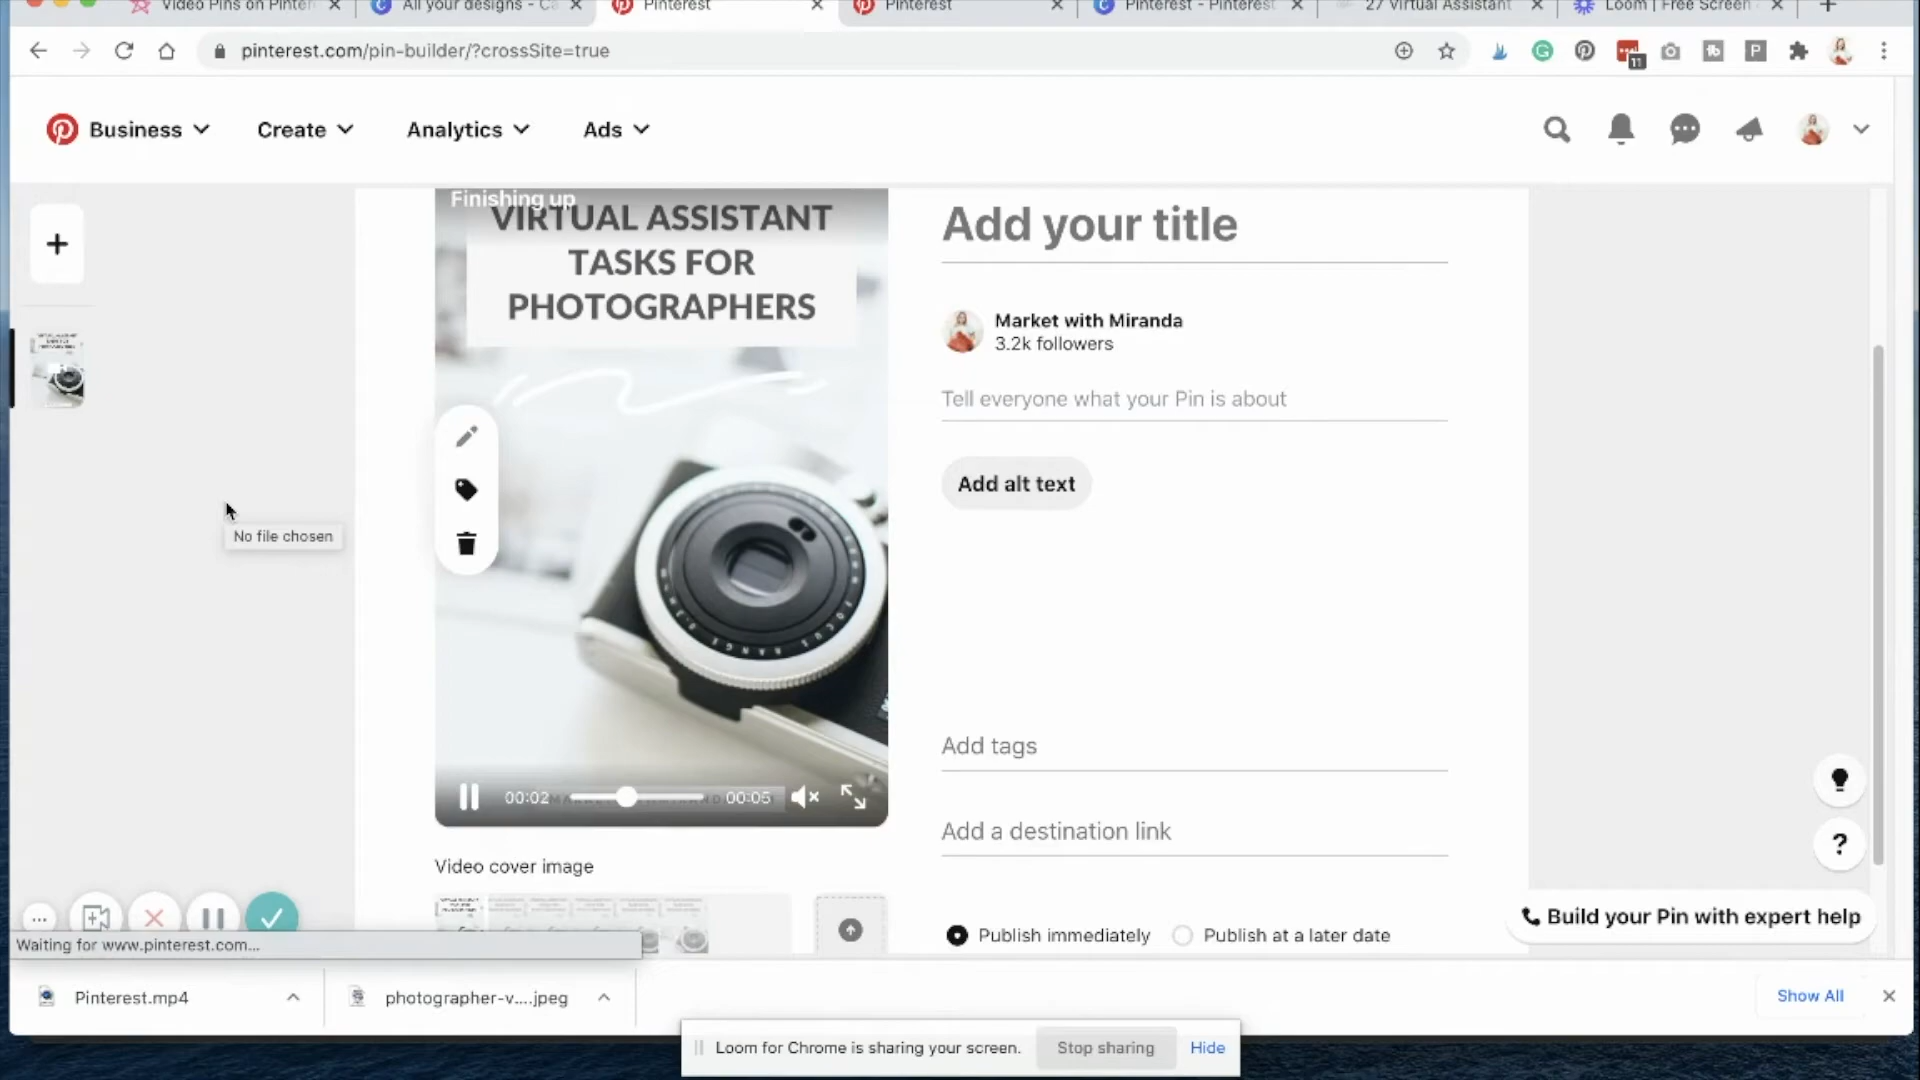 Video Pins on Pinter
All your designs - Ca
Pinterest
Pinterest
Pinterest - Pinterest
27 Virtual Assistant
Loom | Free Screen
pinterest.com/pin-builder/?crossSite=true
11
Business
Create
Analytics
Ads
Finishing up
VIRTUAL ASSISTANT
TASKS FOR
PHOTOGRAPHERS
Add your title
Market with Miranda
3.2k followers
Tell everyone what your Pin is about
Add alt text
No file chosen
FOCUS RANGE
Add tags
00:02
00:05
Add a destination link
Video cover image
Publish immediately
Publish at a later date
Build your Pin with expert help
Waiting for www.pinterest.com...
Pinterest.mp4
photographer-v....jpeg
Show All
Loom for Chrome is sharing your screen.
Stop sharing
Hide